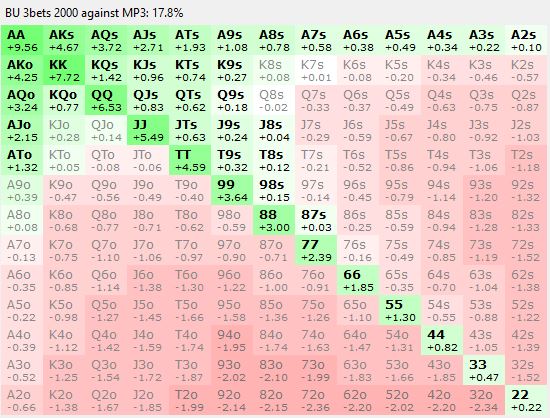 BU 3bets 2000 against MP3: 17.8%
AA AKs AQs AJs ATs A9s A8s A7s A6s A5s A4s A3s A2s
+9.56 +4.67 +3.72 +2.71 +1.93 +1.08 +0.78 +0.58 +0.38 +0.49 +0.34 +0.22 +0.10
AKo KK KQs KJs KTs K9s K8s K7s K6s K5s K4s K3s K2s
+4.25 +7.72 +1.42 +0.96 +0.74 +0.27 +0.08 +0.01 -0.08 -0.20 -0.34 -0.46 -0.57
AQo KQo QQ QJs QTs Q9s Q8s Q7s Q6s Q5s Q4s Q3s Q2s
+3.24 +0.77 +6.53 +0.83 +0.62 +0.18 -0.02 -0.33 -0.37 -0.49 -0.63 -0.75 -0.87
AJo KJo QJo JJ JTs J9s J8s J7s J6s J5s J4s J3s J2s
+2.15 +0.28 +0.14 +5.49 +0.63 +0.24 +0.04 -0.29 -0.59 -0.67 -0.80 -0.92 -1.03
ATo KTo QTo JTo TT T9s T8s T7s T6s T5s T4s T3s T2s
+1.32 +0.05 -0.08 -0.06 +4.59 +0.32 +0.12 -0.21 -0.52 -0.86 -0.94 -1.06 -1.18
A9o K9o Q9o J9o T9o 99 98s 97s 96s 95s 94s 93s 92s
+0.39 -0.47 -0.56 -0.49 -0.40 +3.64 +0.15 -0.14 -0.45 -0.79 -1.14 -1.20 -1.32
A8o K8o Q8o J8o T8o 98o 88 87s 86s 85s 84s 83s 82s
+0.08 -0.68 -0.77 -0.71 -0.62 -0.59 +3.00 +0.03 -0.25 -0.59 -0.94 -1.28 -1.33
A7o K7o Q7o J7o T7o 97o 87o 77 76s 75s 74s 73s 72s
-0.13 -0.75 -1.10 -1.06 -0.97 -0.90 -0.71 +2.39 -0.16 -0.49 -0.85 -1.19 -1.52
A6o K6o Q6o J6o T6o 96o 86o 76o 66 65s 64s 63s 62s
-0.35 -0.85 -1.14 -1.38 -1.30 -1.22 -1.00 -0.91 +1.85 -0.35 -0.70 -1.04 -1.38
A5o K5o Q5o J5o T5o 95o 85o 75o 65o 55 54s 53s 52s
-0.22 -0.98 -1.27 -1.45 -1.66 -1.58 -1.36 -1.26 -1.10 +1.30 -0.55 -0.88 -1.22
A4o K4o Q4o J4o T4o 94o 84o 74o 64o 54o 44 43s 42s
-0.39 -1.12 -1.42 -1.59 -1.74 -1.95 -1.74 -1.63 -1.47 -1.31 +0.82 -1.05 -1.39
A3o K3o Q3o J3o T3o 93o 83o 73o 63o 53o 43o 33 32s
-0.52 -1.25 -1.54 -1.72 -1.87 -2.02 -2.10 -1.99 -1.83 -1.66 -1.85 +0.47 -1.52
A2o K2o Q2o J2o T2o 92o 82o 72o 62o 52o 42o 32o 22
-0.66 -1.38 -1.67 -1.85 -1.99 -2.14 -2.15 -2.36 -2.20 -2.02 -2.20 -2.34 +0.22